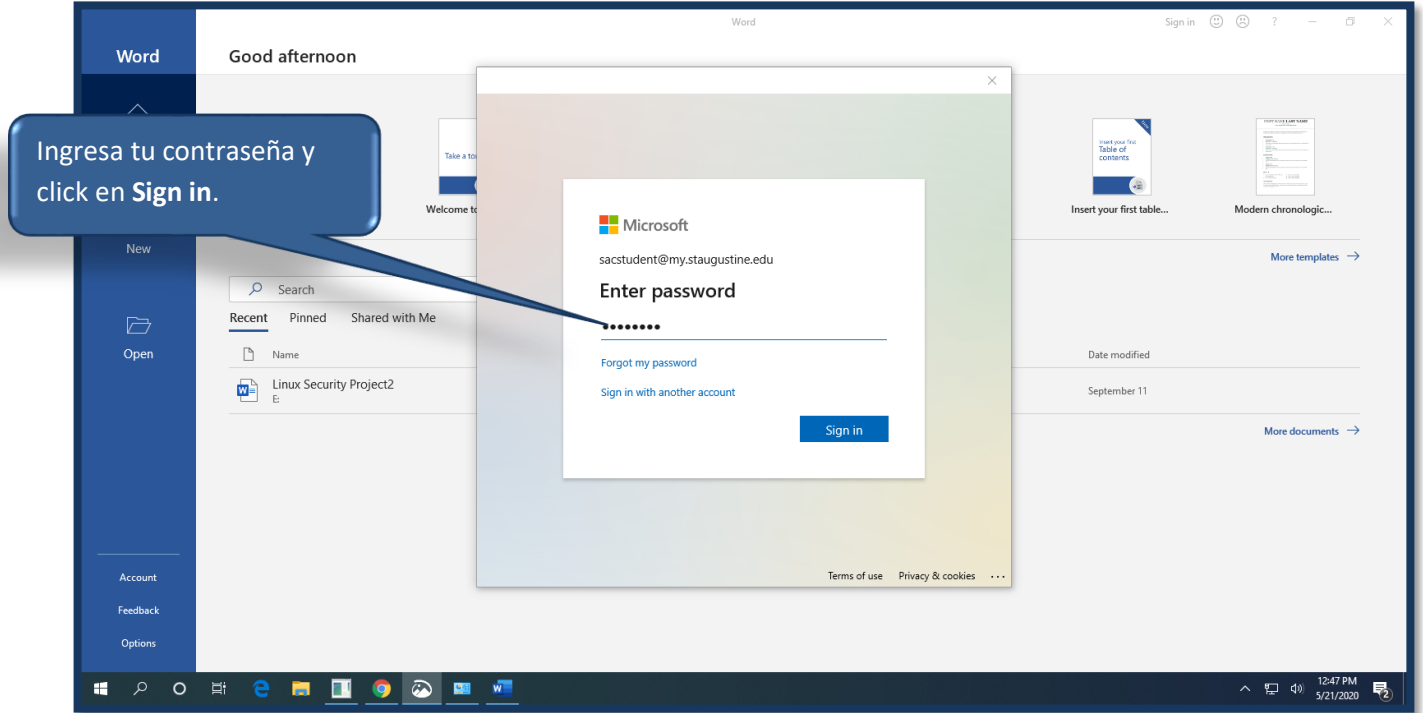 Word
Sign in
?
Word
Good afternoon
Ingresa tu contraseña y
click en Sign in.
Take a to
Welcome to
Insert your first
Table of
contents
Insert your first table...
Modern chronologic...
New
More templates →
Microsoft
sacstudent@my.staugustine.edu
Enter password
••••••••
Forgot my password
Sign in with another account
Sign in
Terms of use Privacy & cookies ...
Search
Recent Pinned Shared with Me
Open
Name
Date modified
Linux Security Project2
E:
September 11
More documents →
Account
Feedback
Options
12:47 PM
5/21/2020
2